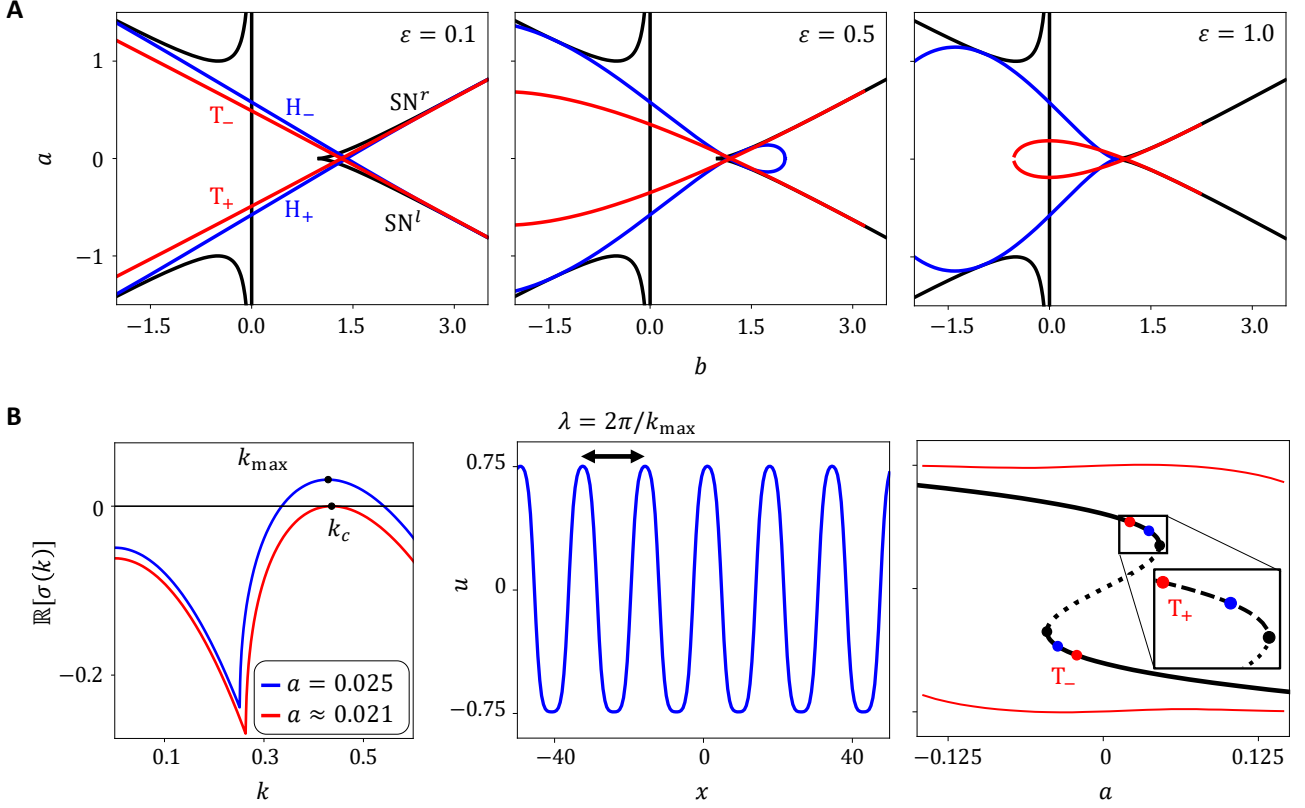 A
ε = 0.1
ε = 0.5
ε = 1.0
a
1
0
−1
T₋
H₋
SNʳ
T₊
H₊
SNˡ
−1.5
0.0
1.5
3.0
−1.5
0.0
1.5
3.0
−1.5
0.0
1.5
3.0
b
B
λ = 2π/k_max
k_max
k_c
ℝ[σ(k)]
0
−0.2
a = 0.025
a ≈ 0.021
0.1
0.3
0.5
k
u
0.75
0
−0.75
−40
0
40
x
T₊
T₋
−0.125
0
0.125
a